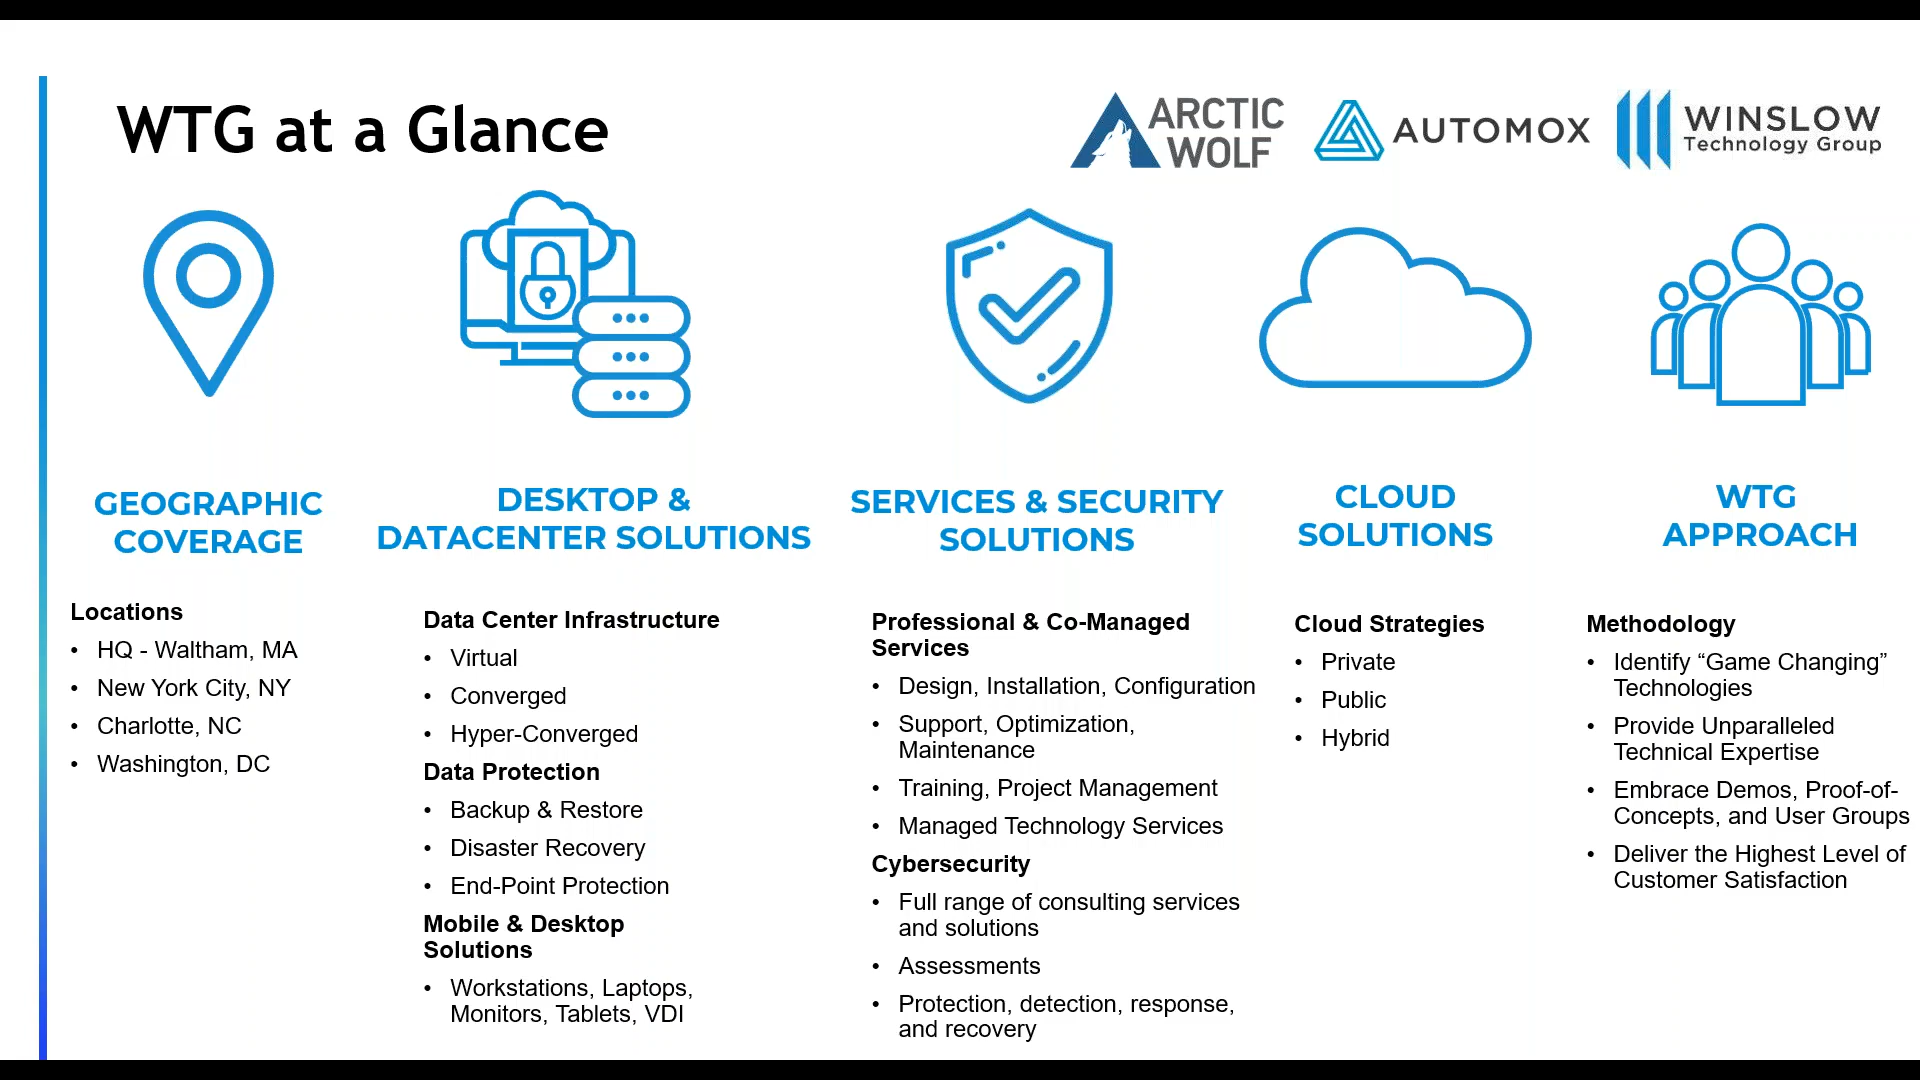 WTG at a Glance
ARCTIC
WOLF
AUTOMOX
WINSLOW
Technology Group
GEOGRAPHIC
COVERAGE
Locations
• HQ - Waltham, MA
• New York City, NY
• Charlotte, NC
• Washington, DC
DESKTOP &
DATACENTER SOLUTIONS
Data Center Infrastructure
• Virtual
• Converged
• Hyper-Converged
Data Protection
• Backup & Restore
• Disaster Recovery
• End-Point Protection
Mobile & Desktop
Solutions
• Workstations, Laptops,
Monitors, Tablets, VDI
SERVICES & SECURITY
SOLUTIONS
Professional & Co-Managed
Services
• Design, Installation, Configuration
• Support, Optimization,
Maintenance
• Training, Project Management
• Managed Technology Services
Cybersecurity
• Full range of consulting services
and solutions
• Assessments
• Protection, detection, response,
and recovery
CLOUD
SOLUTIONS
Cloud Strategies
• Private
• Public
• Hybrid
WTG
APPROACH
Methodology
• Identify “Game Changing”
Technologies
• Provide Unparalleled
Technical Expertise
• Embrace Demos, Proof-of-
Concepts, and User Groups
• Deliver the Highest Level of
Customer Satisfaction